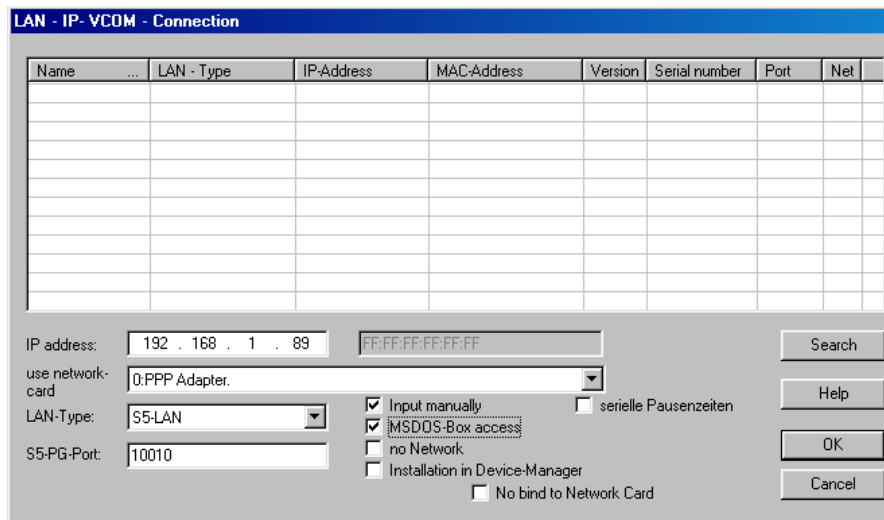 LAN - IP- VCOM - Connection
Name ... LAN - Type IP-Address MAC-Address Version Serial number Port Net
IP address: 192 . 168 . 1 . 89 FF:FF:FF:FF:FF:FF Search
use network-
card 0:PPP Adapter.
Help
LAN-Type: S5-LAN Input manually serielle Pausenzeiten
MSDOS-Box access
S5-PG-Port: 10010 no Network OK
Installation in Device-Manager
No bind to Network Card Cancel